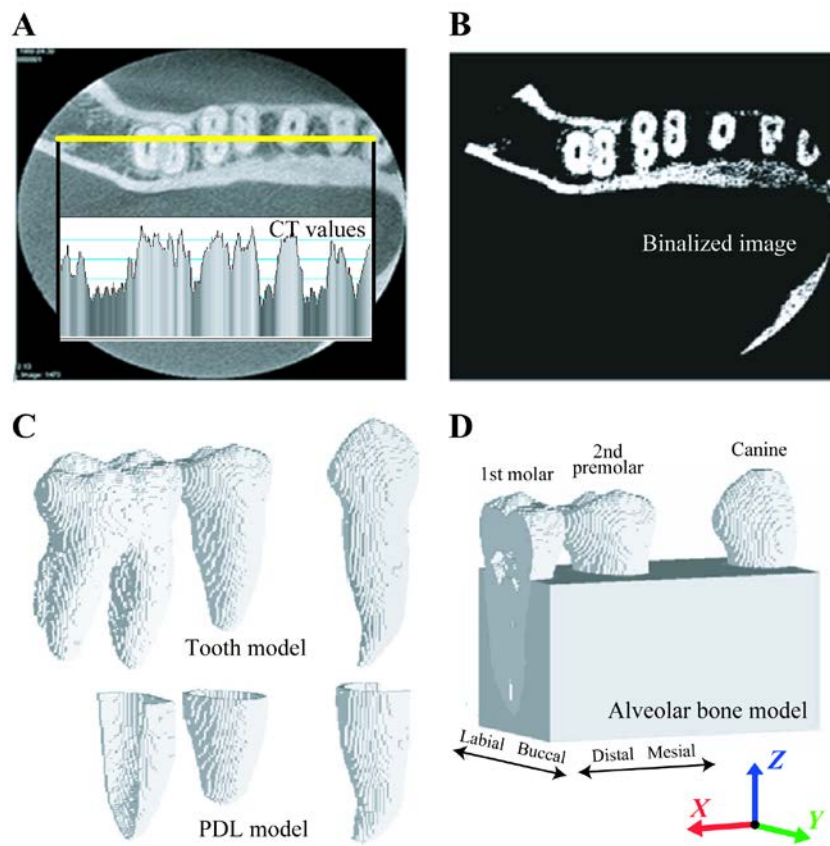 A
CT values
B
Binalized image
C
Tooth model
PDL model
D
1st molar
2nd
premolar
Canine
Alveolar bone model
Labial Buccal
Distal Mesial
Z
X
Y